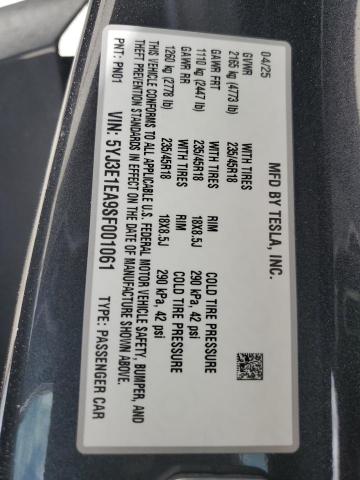 MFD BY TESLA, INC.
04/25
GVWR
2165 kg (4773 lb)
GAWR FRT WITH TIRES RIM COLD TIRE PRESSURE
1110 kg (2447 lb) 235/45R18 18X8.5J 290 kPa, 42 psi
GAWR RR WITH TIRES RIM COLD TIRE PRESSURE
1260 kg (2778 lb) 235/45R18 18X8.5J 290 kPa, 42 psi
THIS VEHICLE CONFORMS TO ALL APPLICABLE U.S. FEDERAL MOTOR VEHICLE SAFETY, BUMPER, AND
THEFT PREVENTION STANDARDS IN EFFECT ON THE DATE OF MANUFACTURE SHOWN ABOVE.
VIN: 5YJ3E1EA9SF001061 TYPE: PASSENGER CAR
PNT: PN01